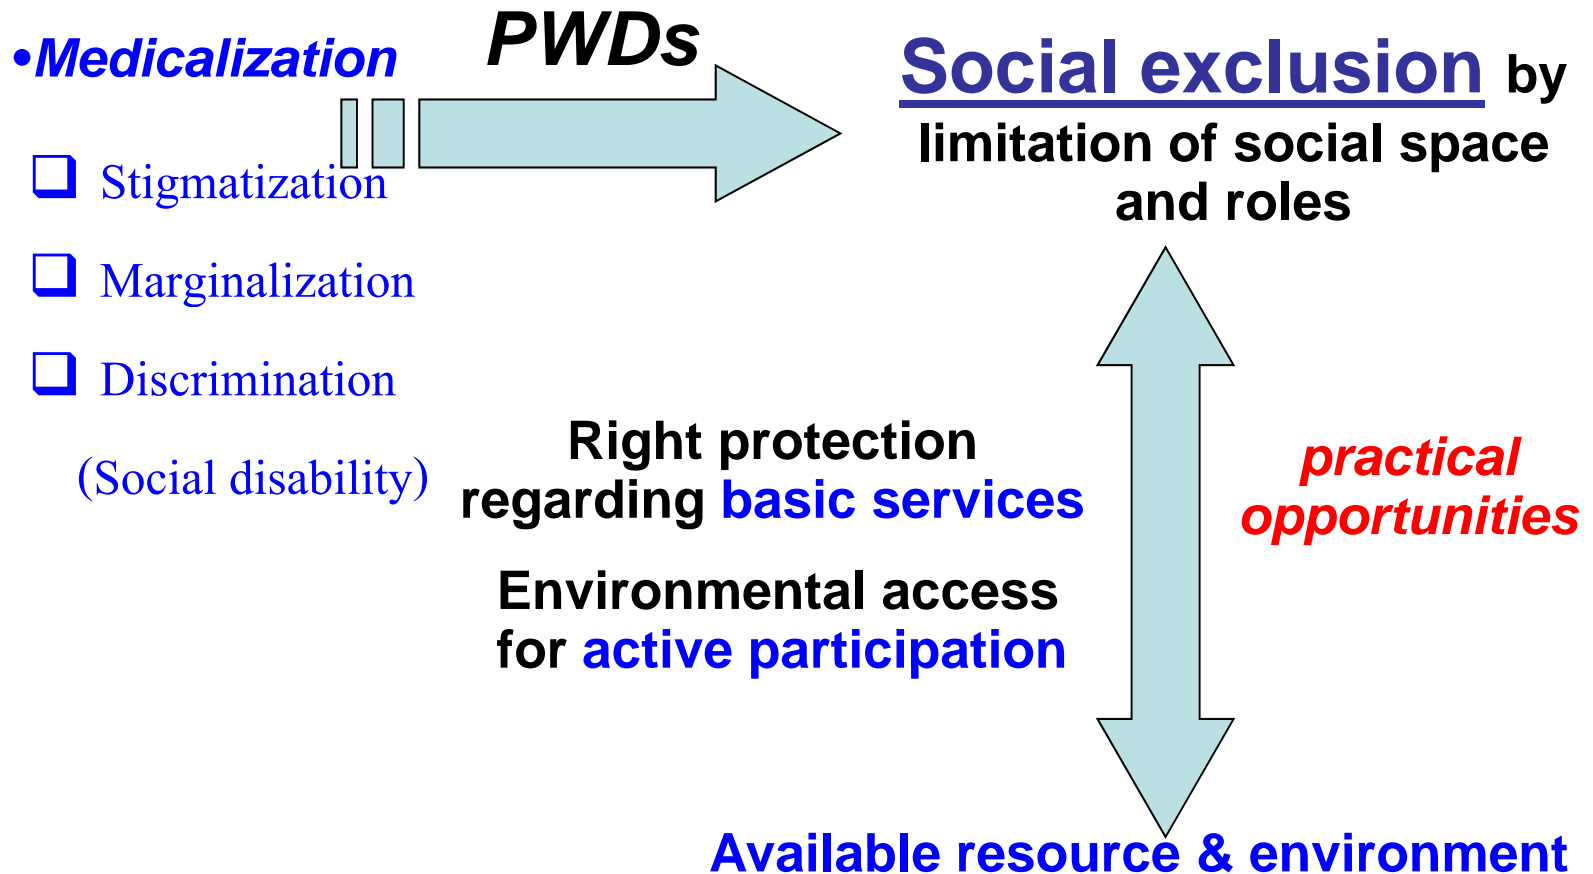 •Medicalization
❑ Stigmatization
❑ Marginalization
❑ Discrimination
(Social disability)
PWDs
Social exclusion by
limitation of social space
and roles
Right protection
regarding basic services
Environmental access
for active participation
practical
opportunities
Available resource & environment